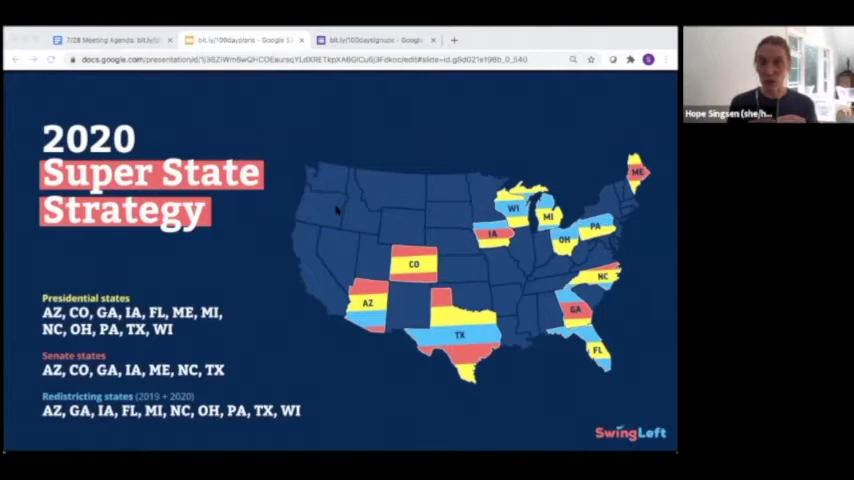 7/28 Meeting Agenda: bit.ly/
bit.ly/100dayplans - Google Sl
bit.ly/100daysignups - Google
2020
Super State
Strategy
Presidential states
AZ, CO, GA, IA, FL, ME, MI,
NC, OH, PA, TX, WI
Senate states
AZ, CO, GA, IA, ME, NC, TX
Redistricting states (2019 + 2020)
AZ, GA, IA, FL, MI, NC, OH, PA, TX, WI
ME
WI
MI
IA
OH
PA
CO
NC
AZ
GA
TX
FL
SwingLeft
S
Hope Singsen (she/h...